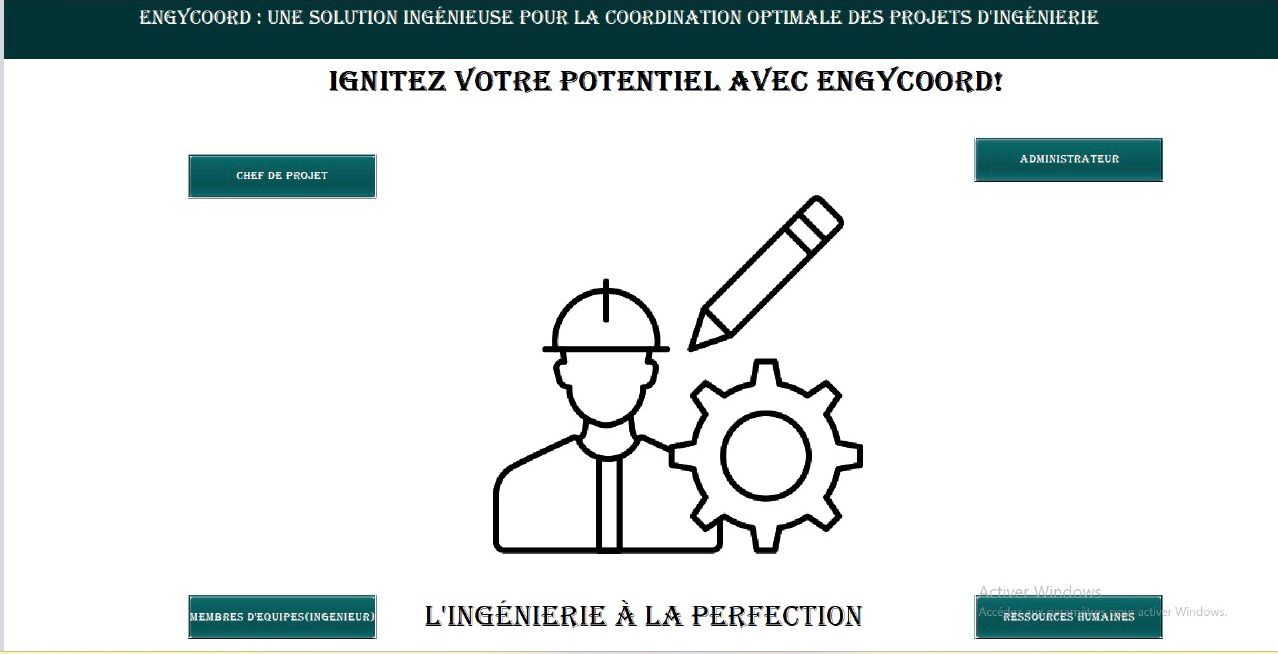 ENGYCOORD : UNE SOLUTION INGÉNIEUSE POUR LA COORDINATION OPTIMALE DES PROJETS D'INGÉNIERIE
IGNITEZ VOTRE POTENTIEL AVEC ENGYCOORD!
CHEF DE PROJET
ADMINISTRATEUR
MEMBRES D'EQUIPES(INGENIEUR)
L'INGÉNIERIE À LA PERFECTION
RESSOURCES HUMAINES
Activer Windows
Accédez aux paramètres pour activer Windows.